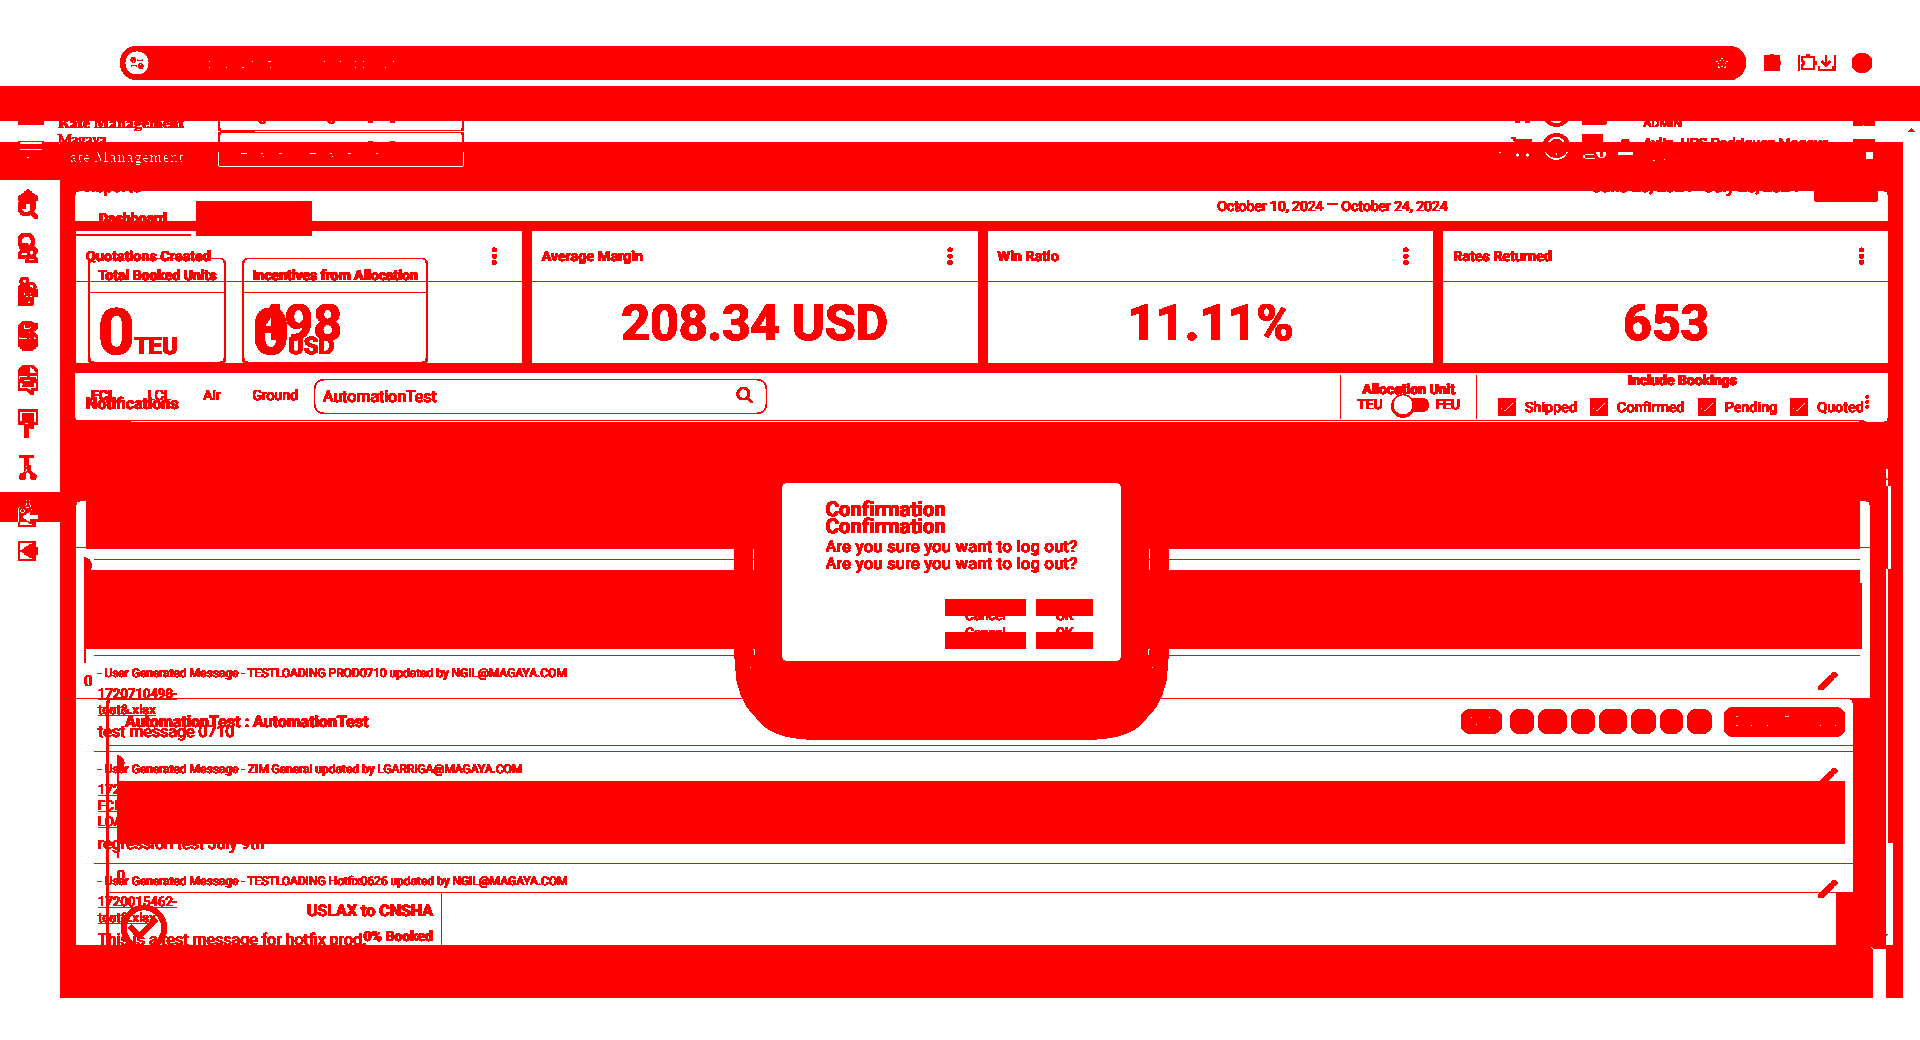 Rate Management
Magaya
ADMIN
Rate Management
Reports
October 10, 2024 — October 24, 2024
Dashboard
Quotations Created
Average Margin
Win Ratio
Rates Returned
Total Booked Units
Incentives from Allocation
0 TEU
498
0 USD
208.34 USD
11.11%
653
FCL
LCL
Air
Ground
AutomationTest
Notifications
Allocation Unit
TEU
FEU
Include Bookings
Shipped
Confirmed
Pending
Quoted
Confirmation
Confirmation
Are you sure you want to log out?
Are you sure you want to log out?
Cancel
OK
Cancel
OK
- User Generated Message - TESTLOADING PROD0710 updated by NGIL@MAGAYA.COM
0
1720710498-
AutomationTest : AutomationTest
test message 0710
- User Generated Message - ZIM General updated by LGARRIGA@MAGAYA.COM
regression test July 9th
0
- User Generated Message - TESTLOADING Hotfix0626 updated by NGIL@MAGAYA.COM
1720015462-
USLAX to CNSHA
This is a test message for hotfix prod.
0% Booked